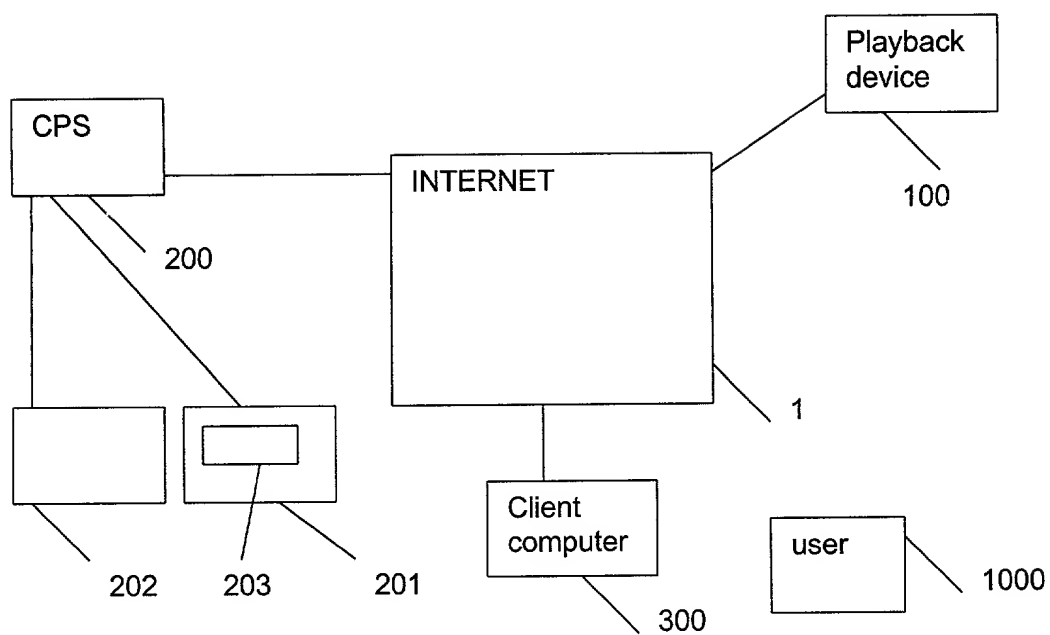 Playback
device
100
CPS
INTERNET
200
1
Client
computer
user
202
203
201
300
1000